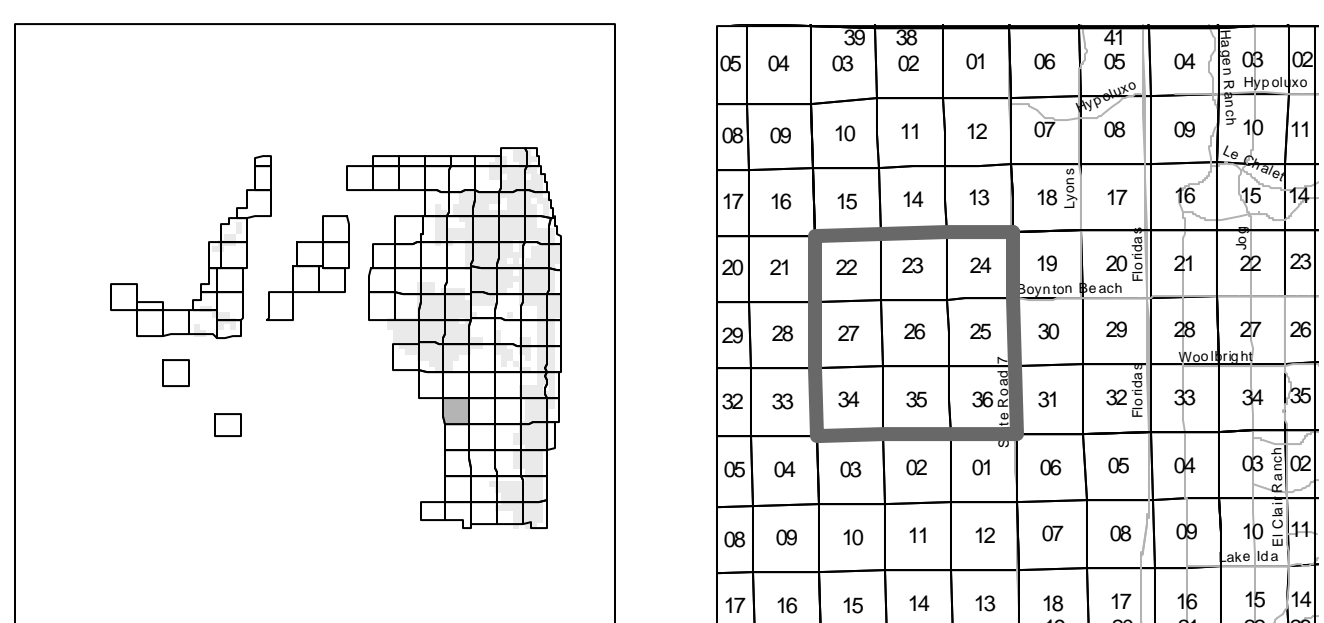 39 38 41
05 04 03 02 01 06 05 04 03 02
Hagen Ranch
Hypoluxo
Hypoluxo
08 09 10 11 12 07 08 09 10 11
Le Chalet
17 16 15 14 13 18 17 16 15 14
Lyons
Jog
20 21 22 23 24 19 20 21 22 23
Floridas
Boynton Beach
29 28 27 26 25 30 29 28 27 26
Woolbright
32 33 34 35 36 31 32 33 34 35
Floridas
State Road 7
05 04 03 02 01 06 05 04 03 02
El Clair Ranch
08 09 10 11 12 07 08 09 10 11
Lake Ida
17 16 15 14 13 18 17 16 15 14